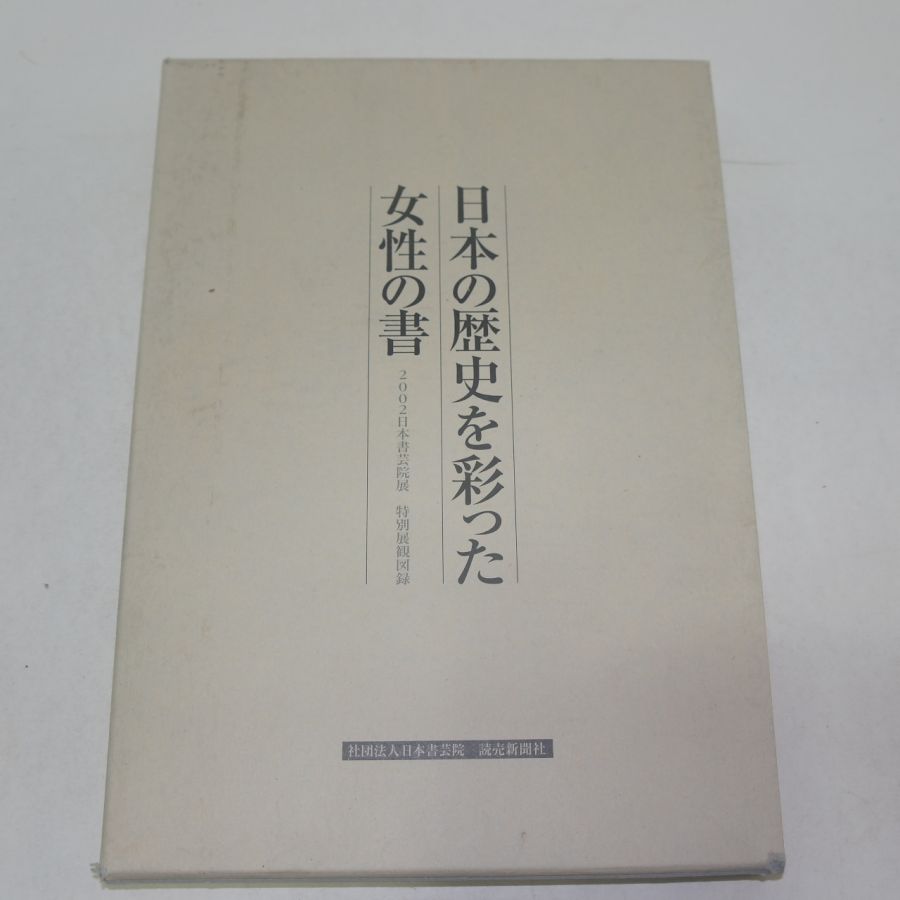 日本の歴史を彩った
女性の書
2002日本書芸院展　特別展観図録
社団法人日本書芸院　読売新聞社